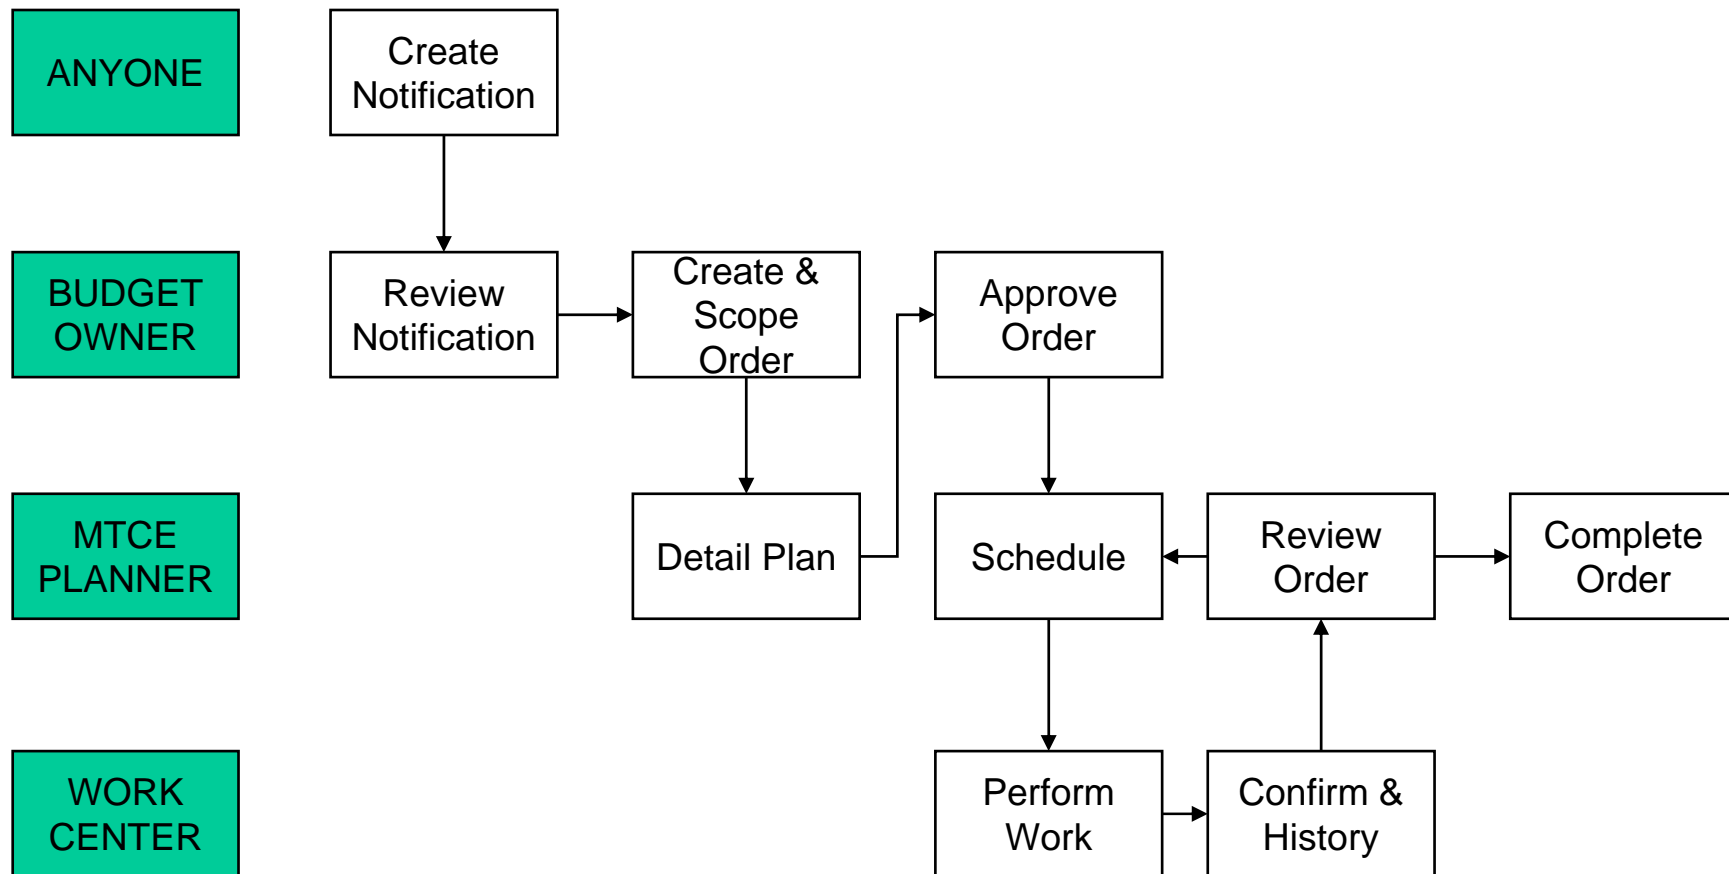 ANYONE
Create
Notification
BUDGET
OWNER
Review
Notification
Create &
Scope
Order
Approve
Order
MTCE
PLANNER
Detail Plan
Schedule
Review
Order
Complete
Order
WORK
CENTER
Perform
Work
Confirm &
History